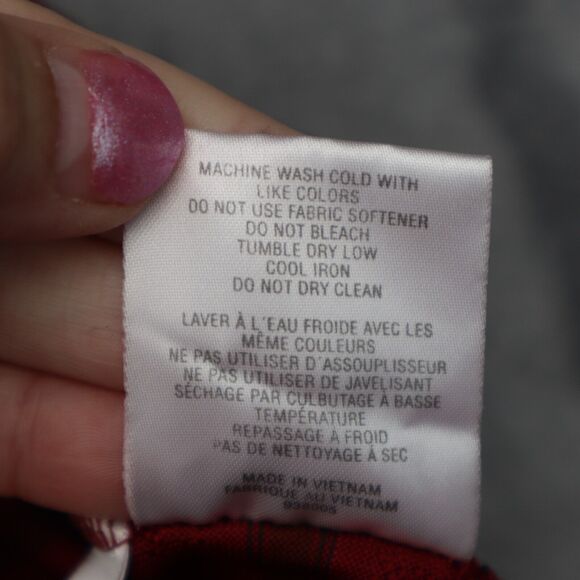 MACHINE WASH COLD WITH
LIKE COLORS
DO NOT USE FABRIC SOFTENER
DO NOT BLEACH
TUMBLE DRY LOW
COOL IRON
DO NOT DRY CLEAN
LAVER À L'EAU FROIDE AVEC LES
MÊME COULEURS
NE PAS UTILISER D'ASSOUPLISSEUR
NE PAS UTILISER DE JAVELISANT
SÉCHAGE PAR CULBUTAGE À BASSE
TEMPÉRATURE
REPASSAGE À FROID
PAS DE NETTOYAGE À SEC
MADE IN VIETNAM
FABRIQUE AU VIETNAM